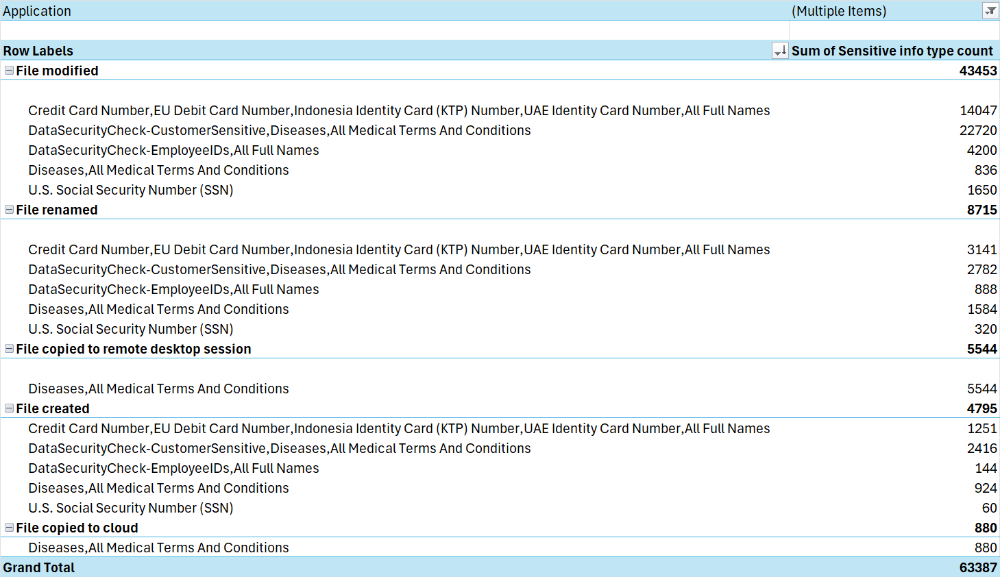 Application (Multiple Items)
Row Labels Sum of Sensitive info type count
File modified 43453
Credit Card Number,EU Debit Card Number,Indonesia Identity Card (KTP) Number,UAE Identity Card Number,All Full Names 14047
DataSecurityCheck-CustomerSensitive,Diseases,All Medical Terms And Conditions 22720
DataSecurityCheck-EmployeeIDs,All Full Names 4200
Diseases,All Medical Terms And Conditions 836
U.S. Social Security Number (SSN) 1650
File renamed 8715
Credit Card Number,EU Debit Card Number,Indonesia Identity Card (KTP) Number,UAE Identity Card Number,All Full Names 3141
DataSecurityCheck-CustomerSensitive,Diseases,All Medical Terms And Conditions 2782
DataSecurityCheck-EmployeeIDs,All Full Names 888
Diseases,All Medical Terms And Conditions 1584
U.S. Social Security Number (SSN) 320
File copied to remote desktop session 5544
Diseases,All Medical Terms And Conditions 5544
File created 4795
Credit Card Number,EU Debit Card Number,Indonesia Identity Card (KTP) Number,UAE Identity Card Number,All Full Names 1251
DataSecurityCheck-CustomerSensitive,Diseases,All Medical Terms And Conditions 2416
DataSecurityCheck-EmployeeIDs,All Full Names 144
Diseases,All Medical Terms And Conditions 924
U.S. Social Security Number (SSN) 60
File copied to cloud 880
Diseases,All Medical Terms And Conditions 880
Grand Total 63387